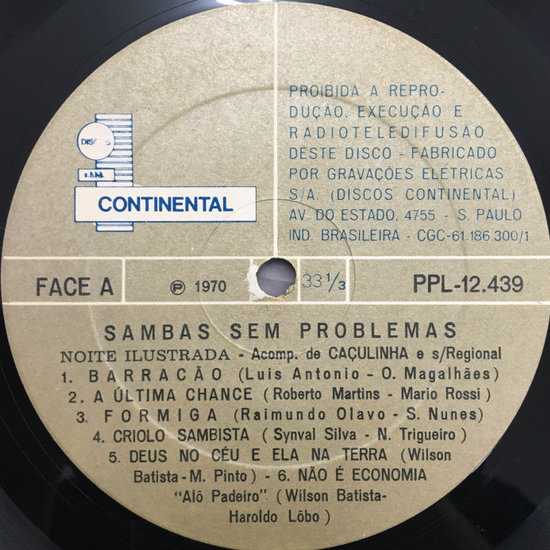 DISCOS
CONTINENTAL
PROIBIDA A REPRO-
DUÇÃO, EXECUÇÃO E
RADIOTELEDIFUSÃO
DESTE DISCO - FABRICADO
POR GRAVAÇÕES ELÉTRICAS
S/A. (DISCOS CONTINENTAL)
AV. DO ESTADO, 4755 - S. PAULO
IND. BRASILEIRA - CGC-61.186.300/1
FACE A
℗ 1970
33 1/3
PPL-12.439
SAMBAS SEM PROBLEMAS
NOITE ILUSTRADA - Acomp. de CAÇULINHA e s/Regional
1. BARRACÃO (Luis Antonio - O. Magalhães)
2. A ÚLTIMA CHANCE (Roberto Martins - Mario Rossi)
3. FORMIGA (Raimundo Olavo - S. Nunes)
4. CRIOLO SAMBISTA (Synval Silva - N. Trigueiro)
5. DEUS NO CÉU E ELA NA TERRA (Wilson
Batista-M. Pinto) - 6. NÃO É ECONOMIA
"Alô Padeiro" (Wilson Batista-
Haroldo Lôbo)